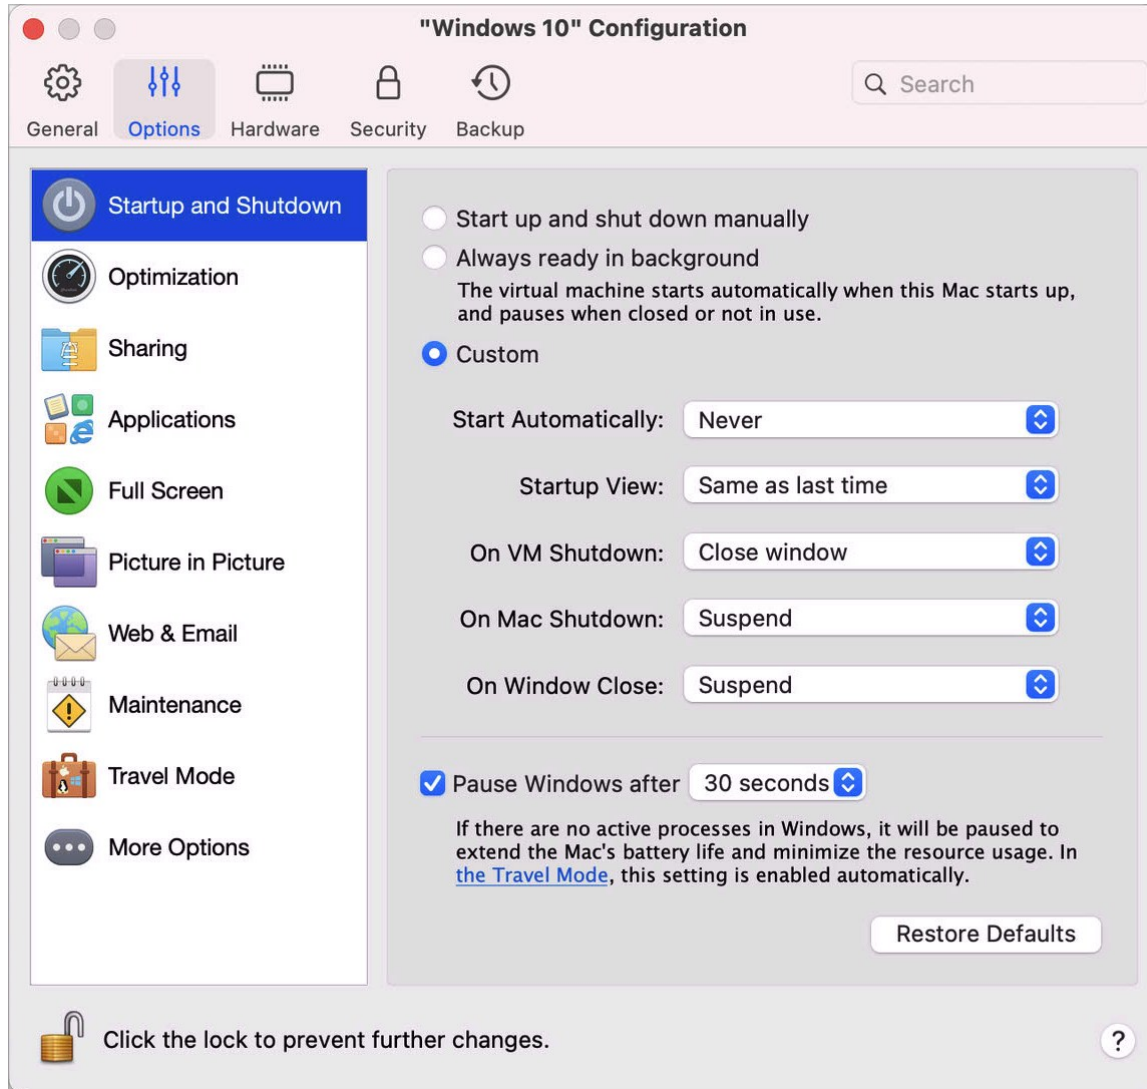 "Windows 10" Configuration
General
Options
Hardware
Security
Backup
Search
Startup and Shutdown
Optimization
Sharing
Applications
Full Screen
Picture in Picture
Web & Email
Maintenance
Travel Mode
More Options
Start up and shut down manually
Always ready in background
The virtual machine starts automatically when this Mac starts up,
and pauses when closed or not in use.
Custom
Start Automatically: Never
Startup View: Same as last time
On VM Shutdown: Close window
On Mac Shutdown: Suspend
On Window Close: Suspend
Pause Windows after 30 seconds
If there are no active processes in Windows, it will be paused to
extend the Mac's battery life and minimize the resource usage. In
the Travel Mode, this setting is enabled automatically.
Restore Defaults
Click the lock to prevent further changes.
?